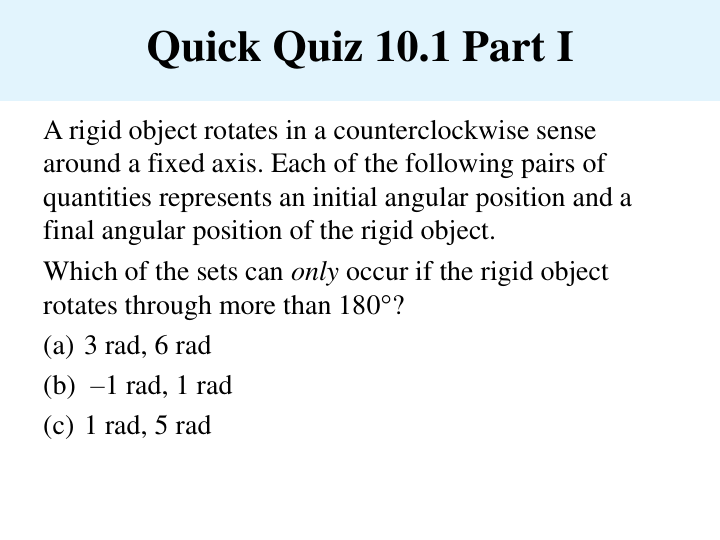 Quick Quiz 10.1 Part I
A rigid object rotates in a counterclockwise sense
around a fixed axis. Each of the following pairs of
quantities represents an initial angular position and a
final angular position of the rigid object.
Which of the sets can only occur if the rigid object
rotates through more than 180°?
(a) 3 rad, 6 rad
(b) –1 rad, 1 rad
(c) 1 rad, 5 rad